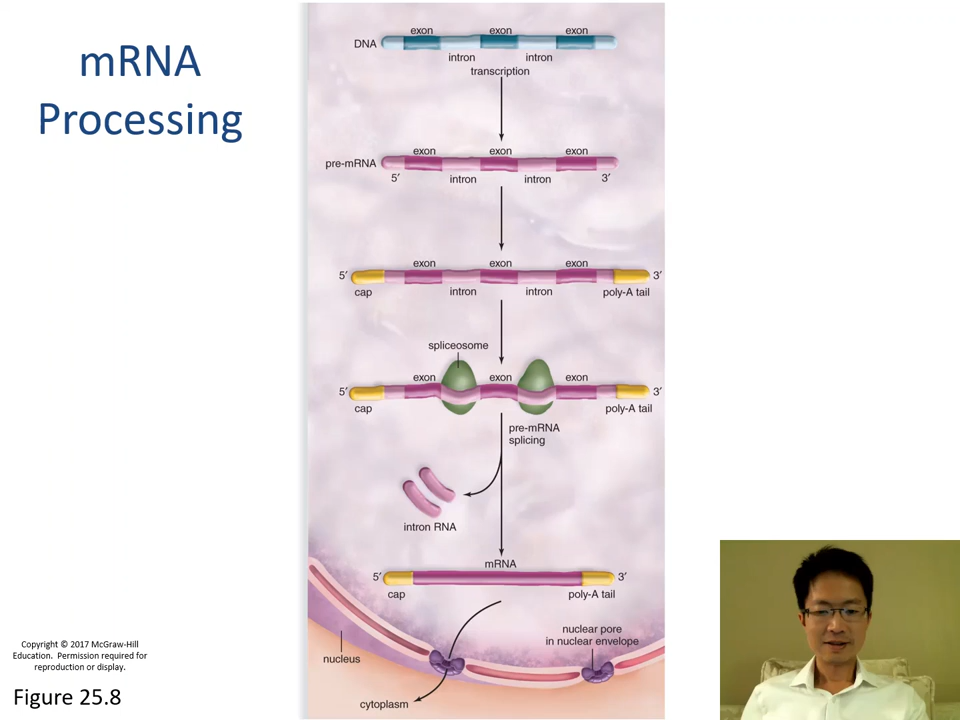 mRNA
Processing
exon exon exon
DNA
intron intron
transcription
exon exon exon
pre-mRNA
5′ intron intron 3′
exon exon exon
5′ 3′
cap intron intron poly-A tail
spliceosome
exon exon exon
5′ 3′
cap poly-A tail
pre-mRNA
splicing
intron RNA
mRNA
5′ 3′
cap poly-A tail
nuclear pore
in nuclear envelope
nucleus
cytoplasm
Copyright © 2017 McGraw-Hill
Education. Permission required for
reproduction or display.
Figure 25.8